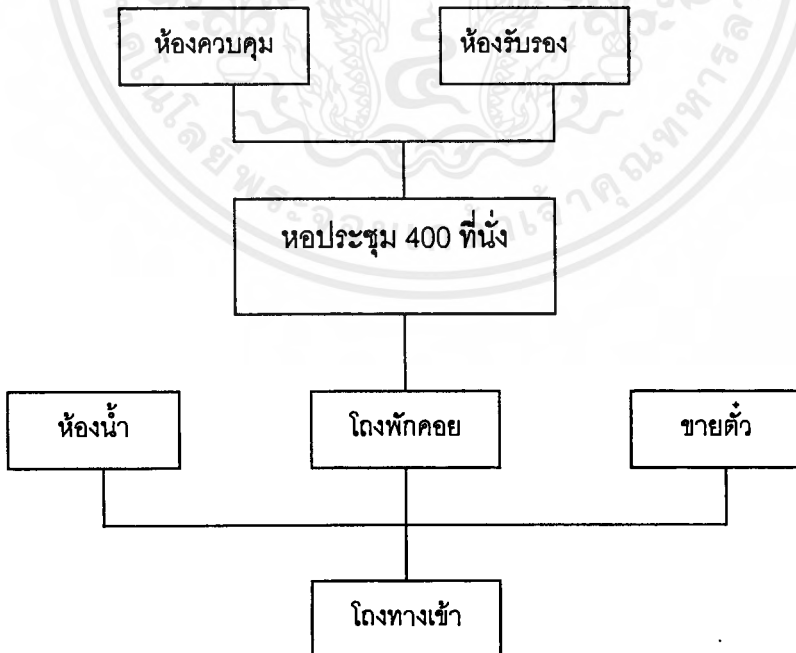 ห้องควบคุม
ห้องรับรอง
หอประชุม 400 ที่นั่ง
ห้องน้ำ
โถงพักคอย
ขายตั๋ว
โถงทางเข้า